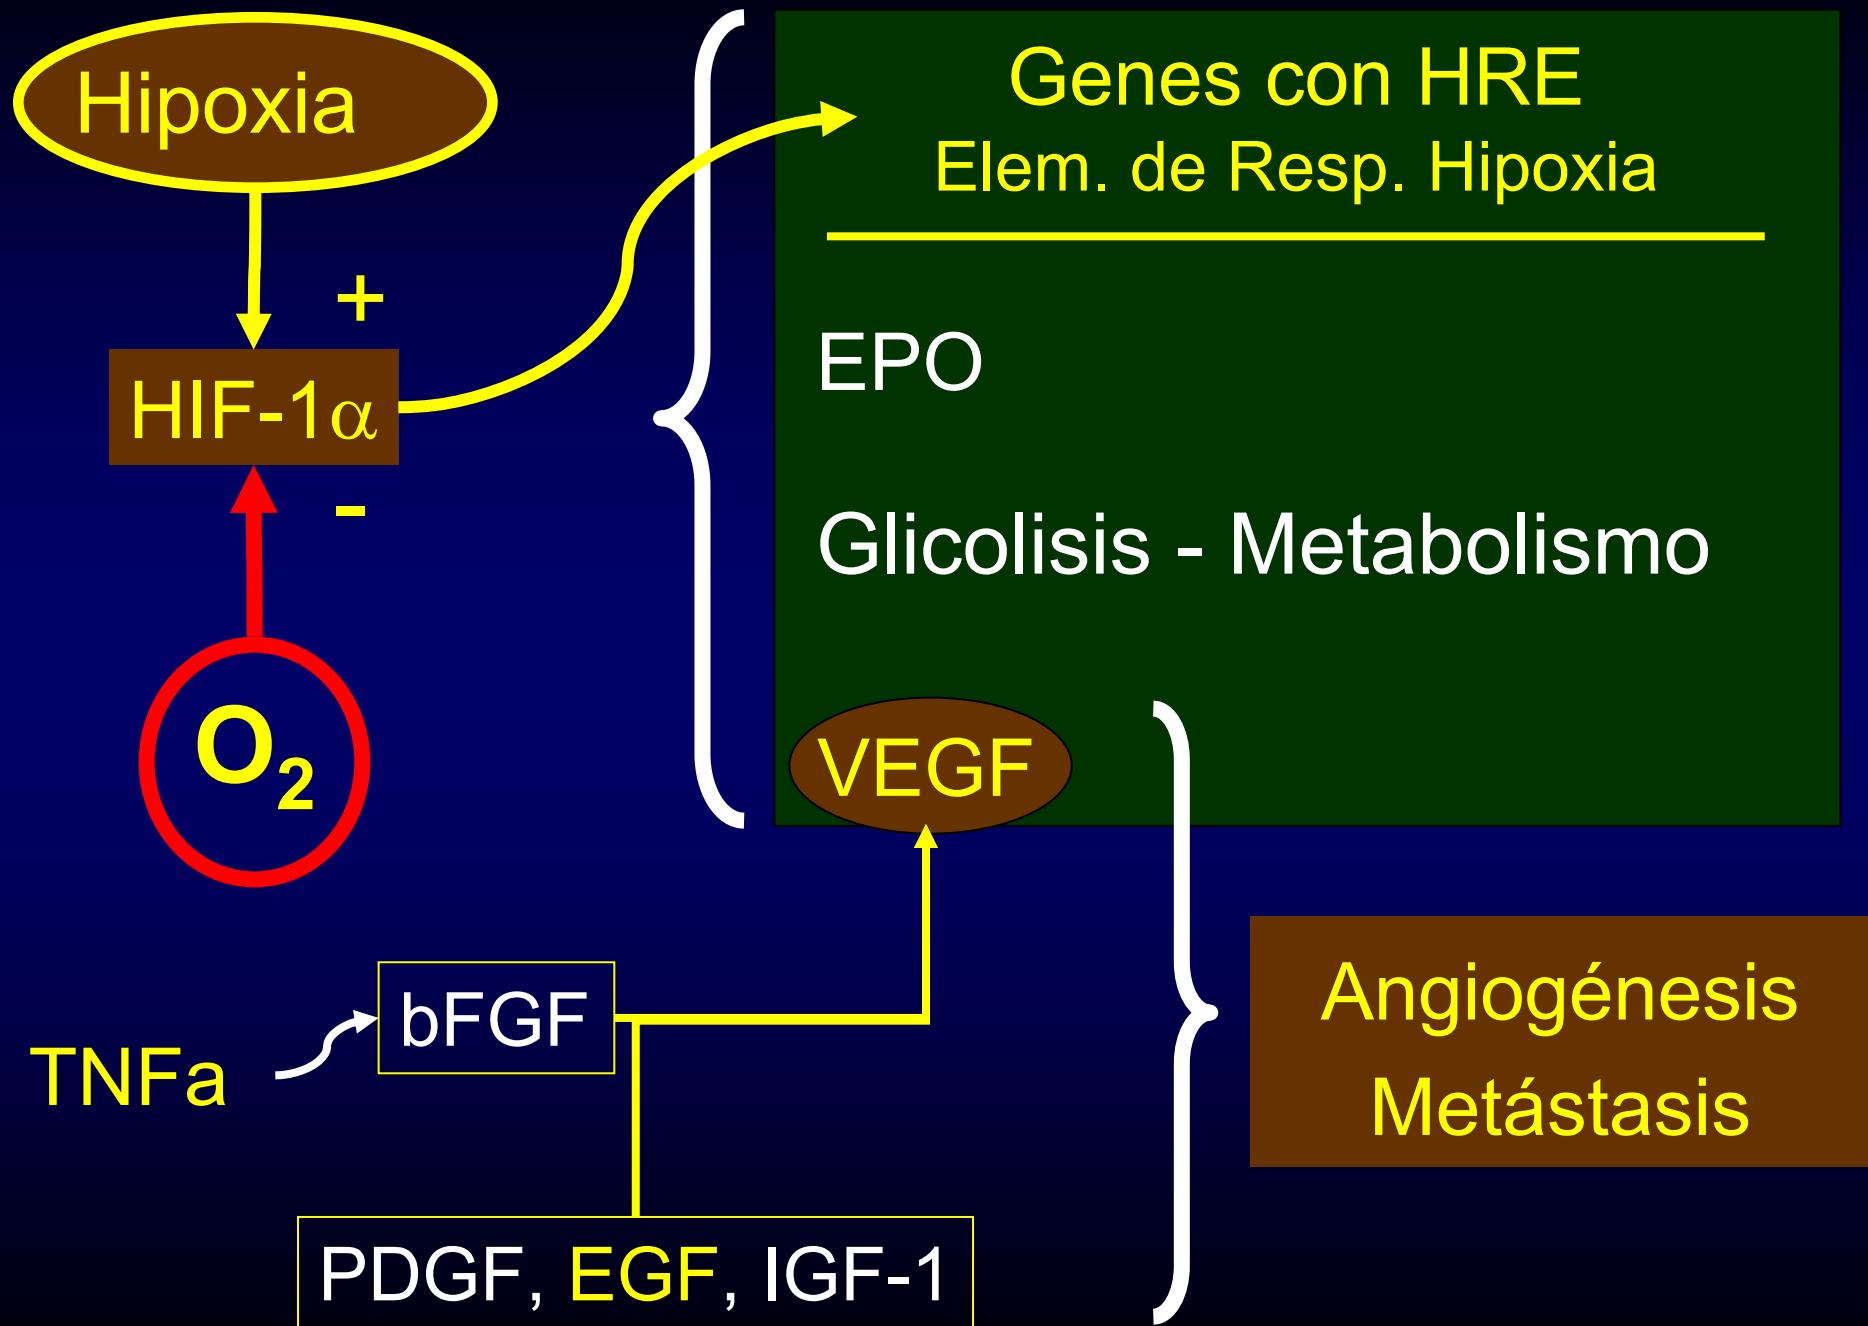 Hipoxia
Genes con HRE
Elem. de Resp. Hipoxia
+
HIF-1α
-
EPO
Glicolisis - Metabolismo
O₂
VEGF
bFGF
TNFa
Angiogénesis
Metástasis
PDGF, EGF, IGF-1